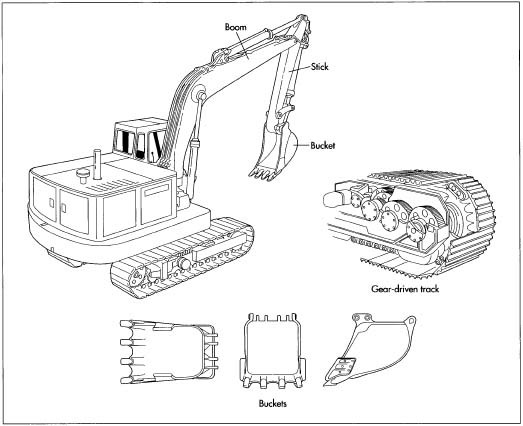 Boom
Stick
Bucket
Gear-driven track
Buckets